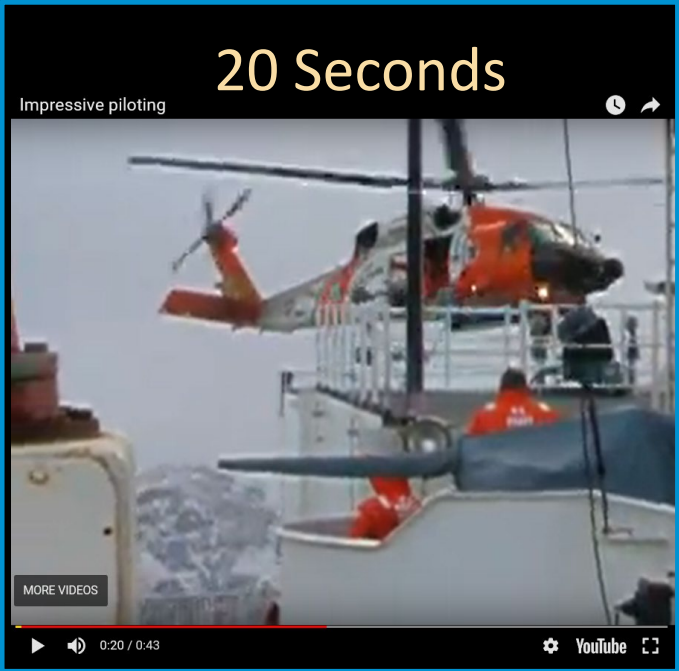 20 Seconds
Impressive piloting
MORE VIDEOS
0:20 / 0:43
YouTube